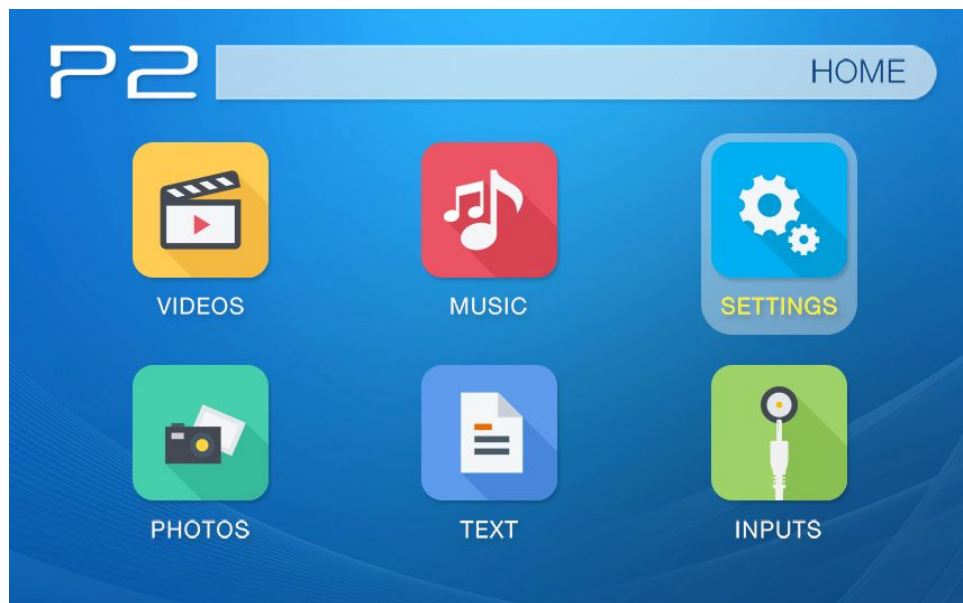 P2
HOME
VIDEOS
MUSIC
SETTINGS
PHOTOS
TEXT
INPUTS